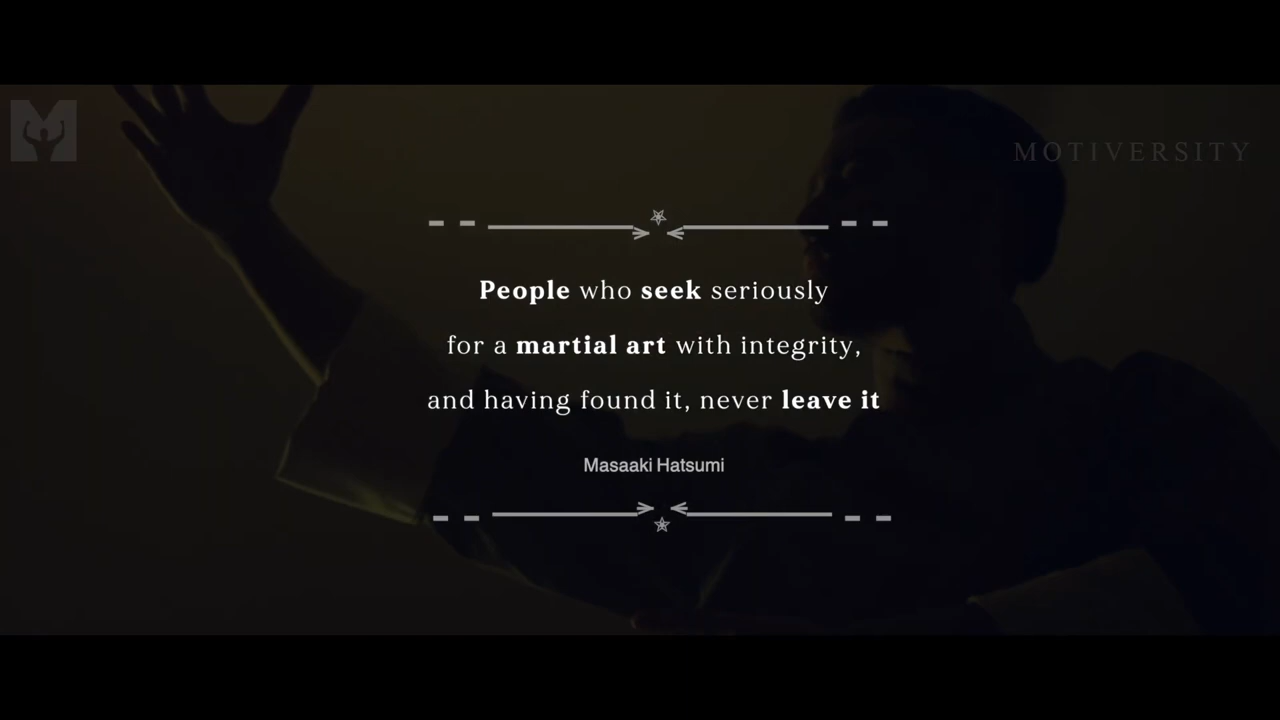 MOTIVERSITY
People who seek seriously
for a martial art with integrity,
and having found it, never leave it
Masaaki Hatsumi